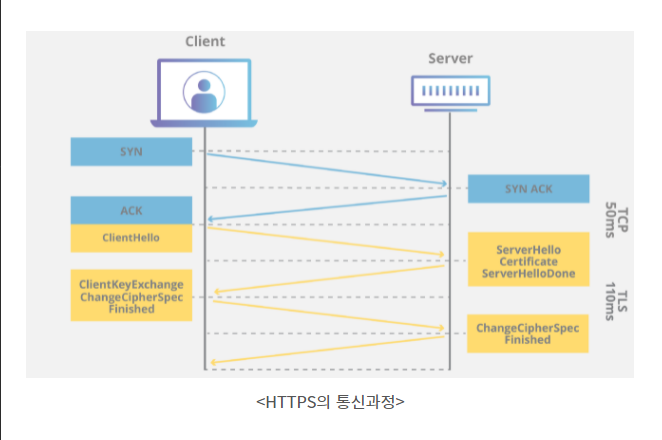 Client
Server
SYN
SYN ACK
ACK
ClientHello
ServerHello
Certificate
ServerHelloDone
ClientKeyExchange
ChangeCipherSpec
Finished
ChangeCipherSpec
Finished
TCP
50ms
TLS
110ms
<HTTPS의 통신과정>